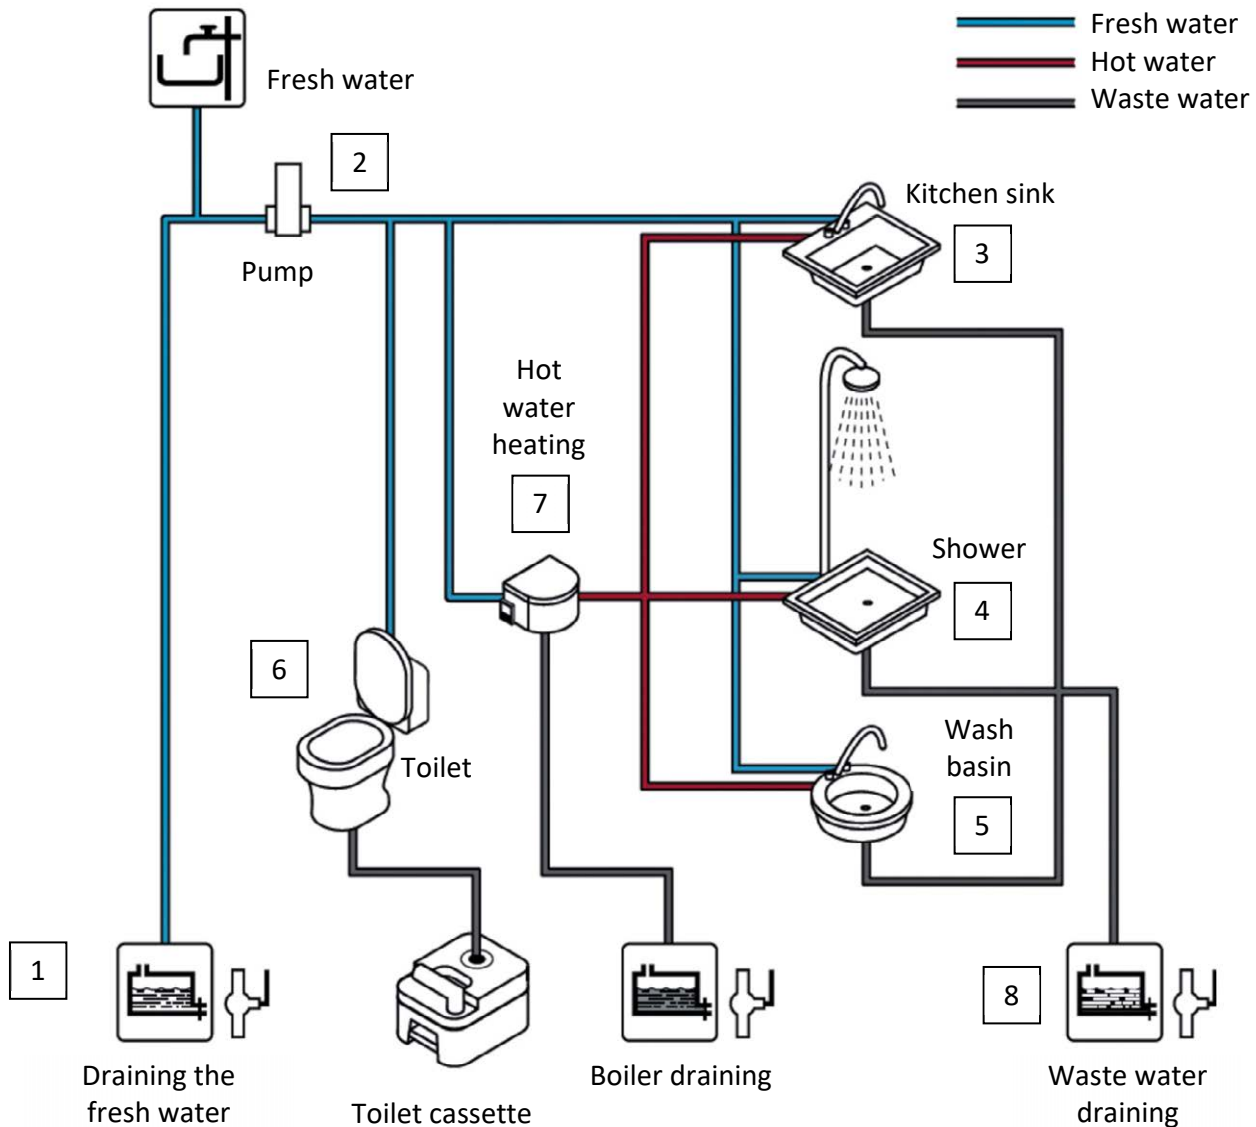 Fresh water
Fresh water
Hot water
Waste water
2
Pump
Kitchen sink
3
Hot
water
heating
7
Shower
4
6
Toilet
Wash
basin
5
1
8
Draining the
fresh water
Toilet cassette
Boiler draining
Waste water
draining